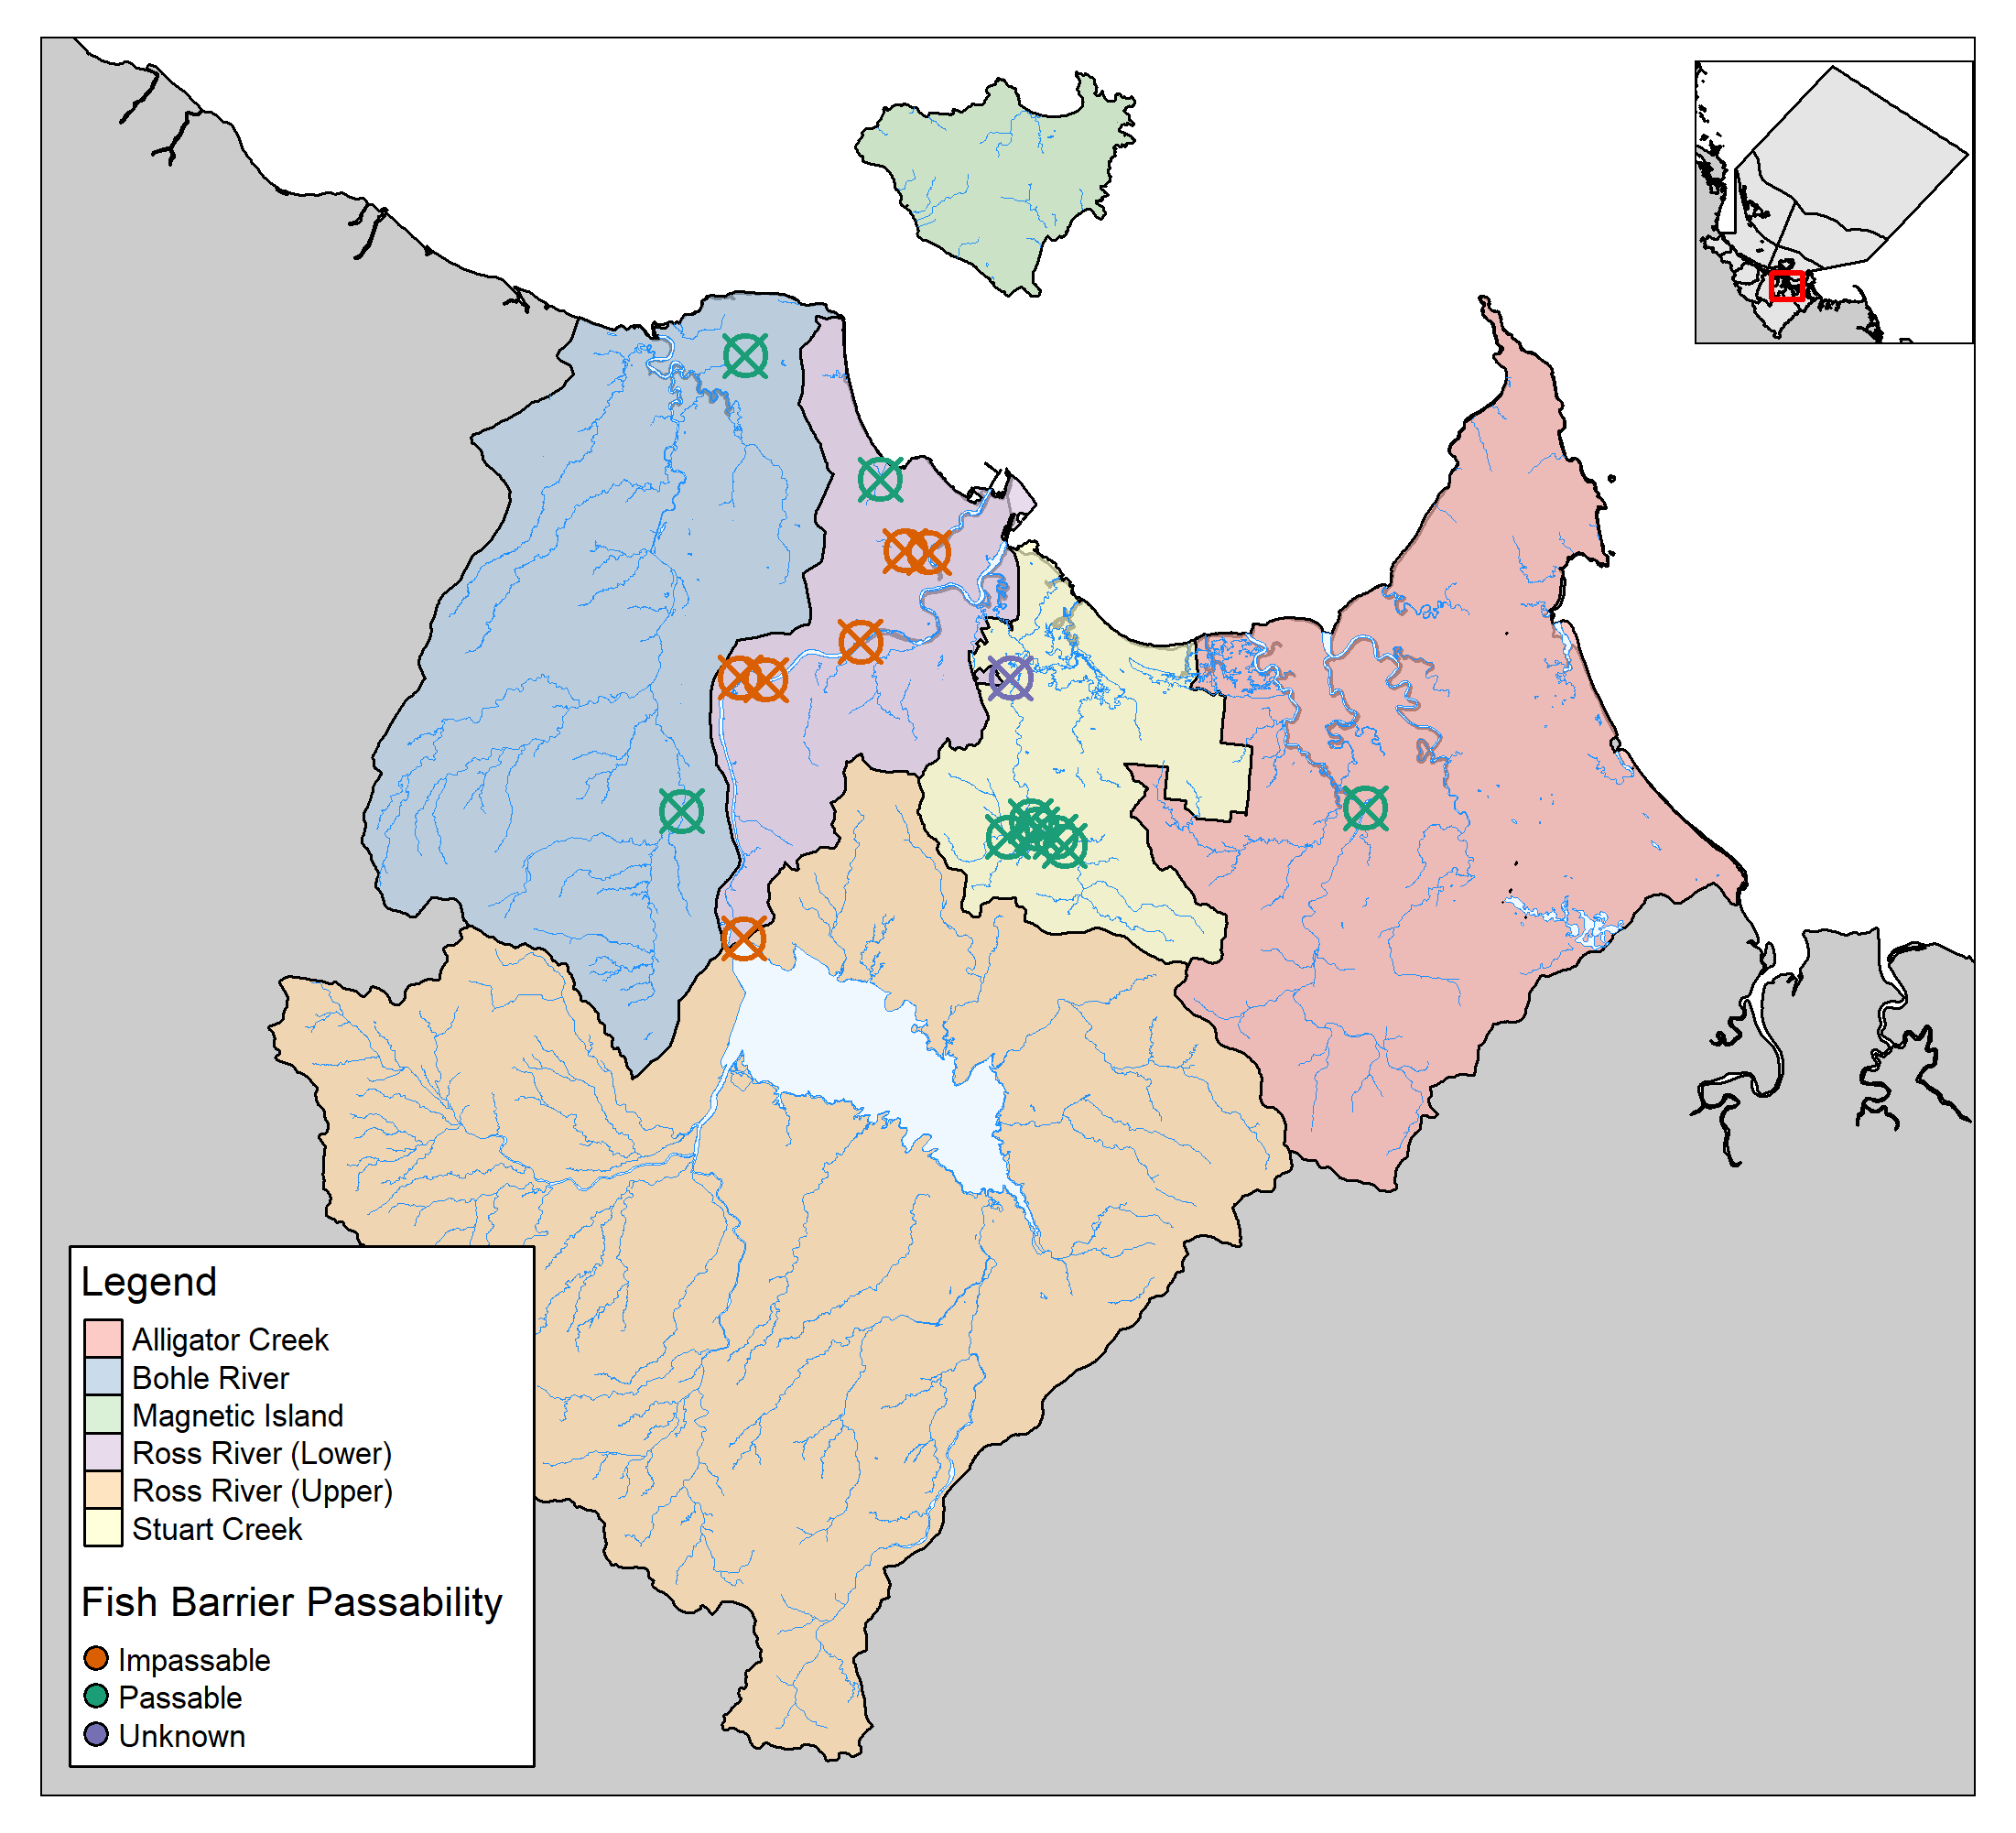 Legend
Alligator Creek
Bohle River
Magnetic Island
Ross River (Lower)
Ross River (Upper)
Stuart Creek
Fish Barrier Passability
Impassable
Passable
Unknown